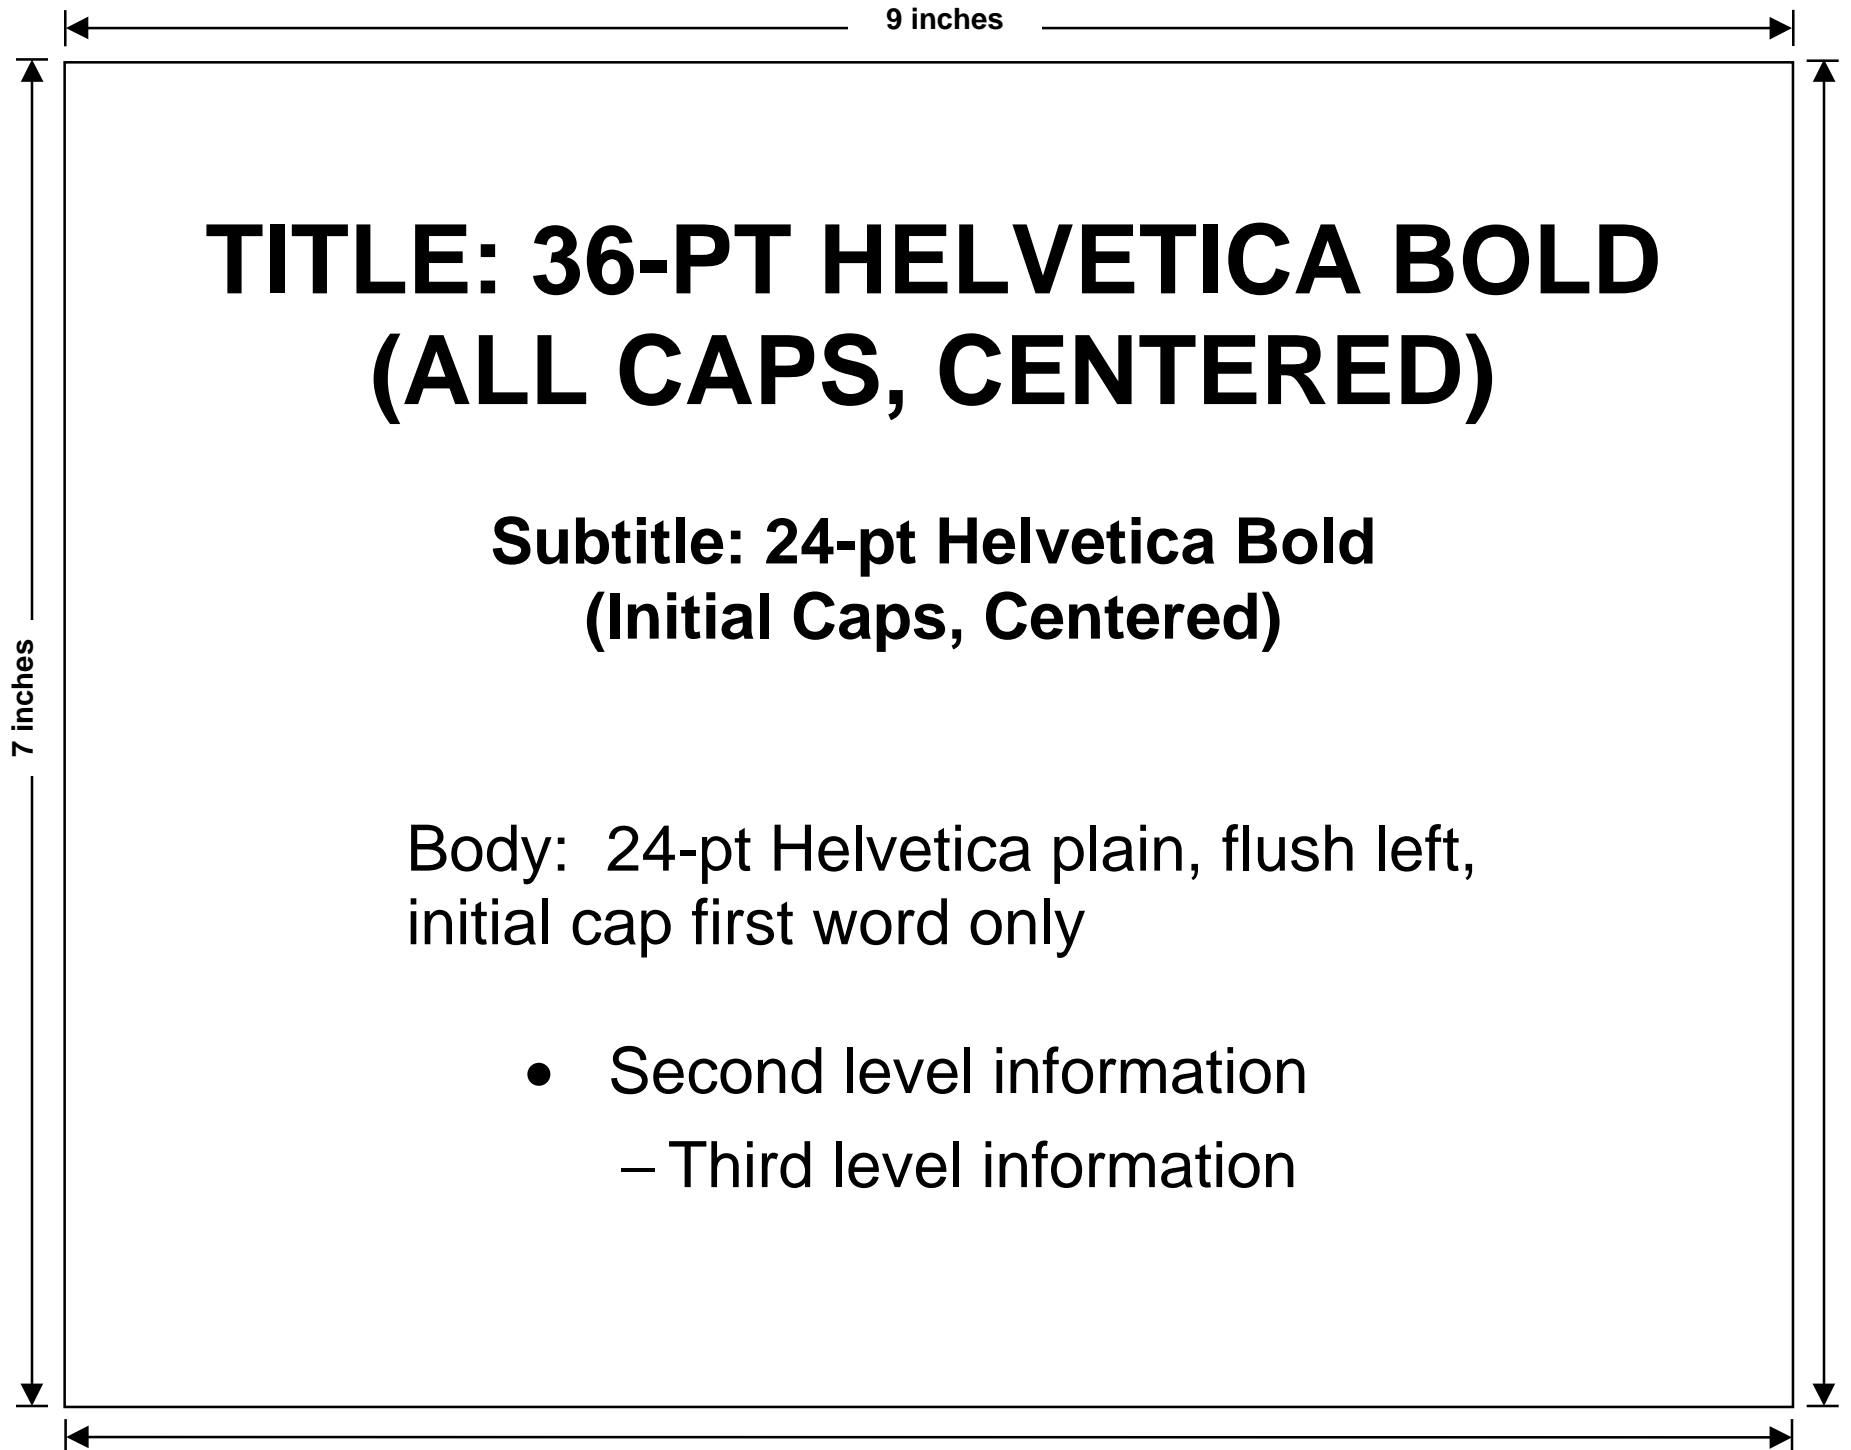 9 inches
7 inches
TITLE: 36-PT HELVETICA BOLD
(ALL CAPS, CENTERED)
Subtitle: 24-pt Helvetica Bold
(Initial Caps, Centered)
Body:  24-pt Helvetica plain, flush left,
initial cap first word only
• Second level information
– Third level information